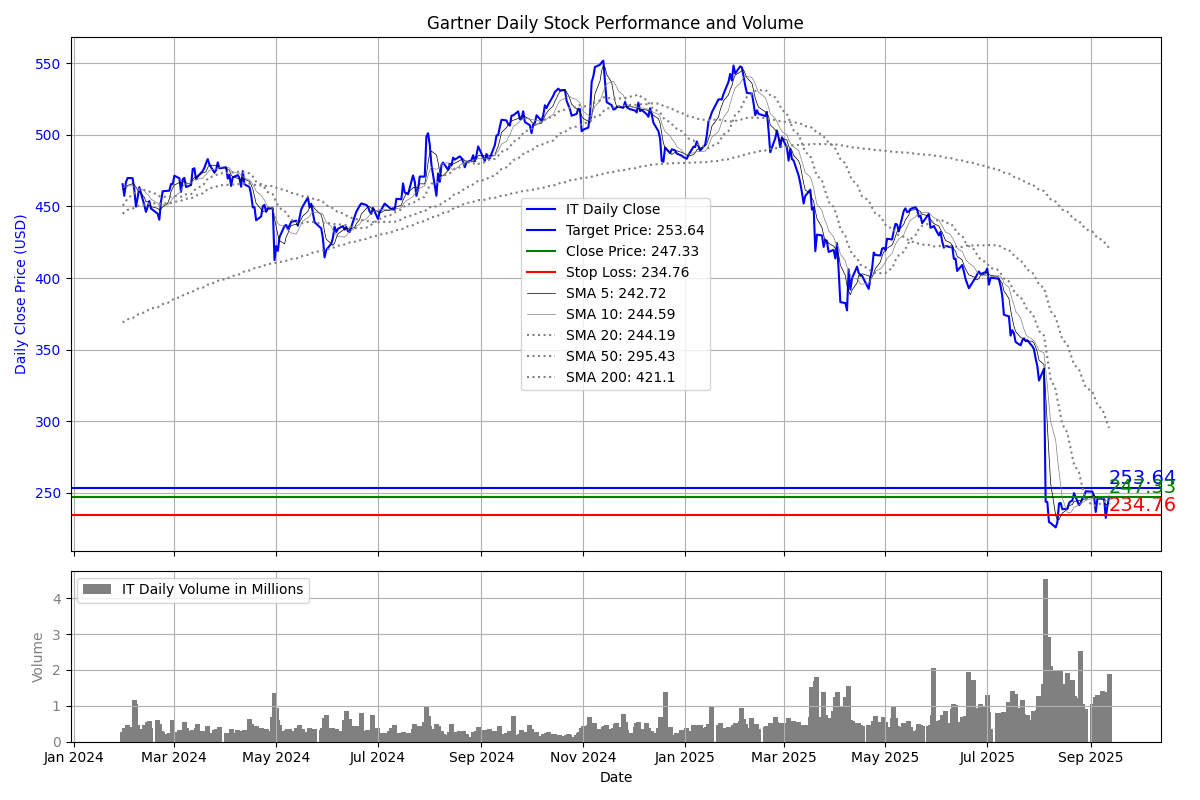 Gartner Daily Stock Performance and Volume
Daily Close Price (USD)
550
500
450
400
350
300
250
IT Daily Close
Target Price: 253.64
Close Price: 247.33
Stop Loss: 234.76
SMA 5: 242.72
SMA 10: 244.59
SMA 20: 244.19
SMA 50: 295.43
SMA 200: 421.1
253.64
247.33
234.76
IT Daily Volume in Millions
Volume
4
3
2
1
0
Jan 2024 Mar 2024 May 2024 Jul 2024 Sep 2024 Nov 2024 Jan 2025 Mar 2025 May 2025 Jul 2025 Sep 2025
Date